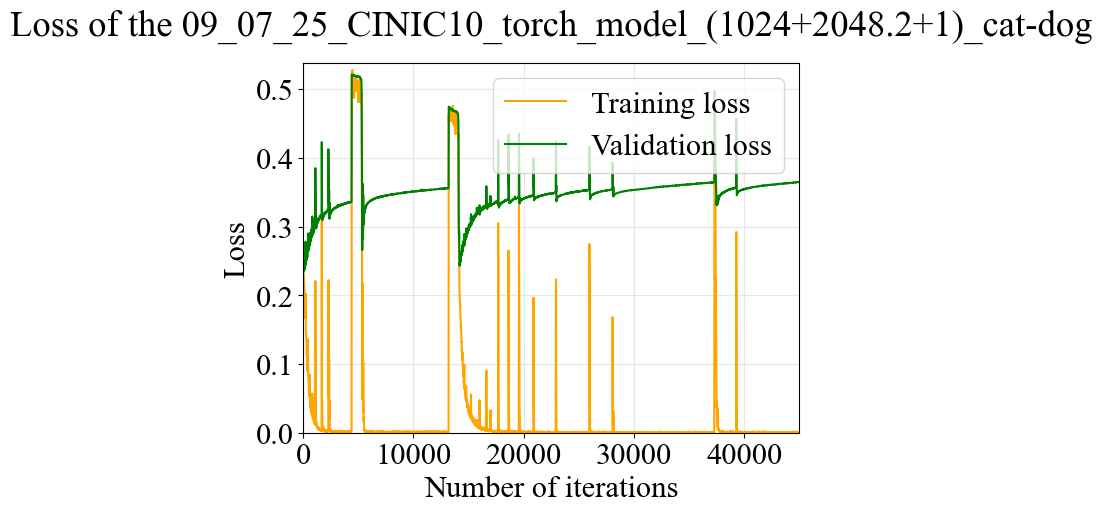 Loss of the 09_07_25_CINIC10_torch_model_(1024+2048.2+1)_cat-dog
Training loss
Validation loss
Loss
0.5
0.4
0.3
0.2
0.1
0.0
0 10000 20000 30000 40000
Number of iterations